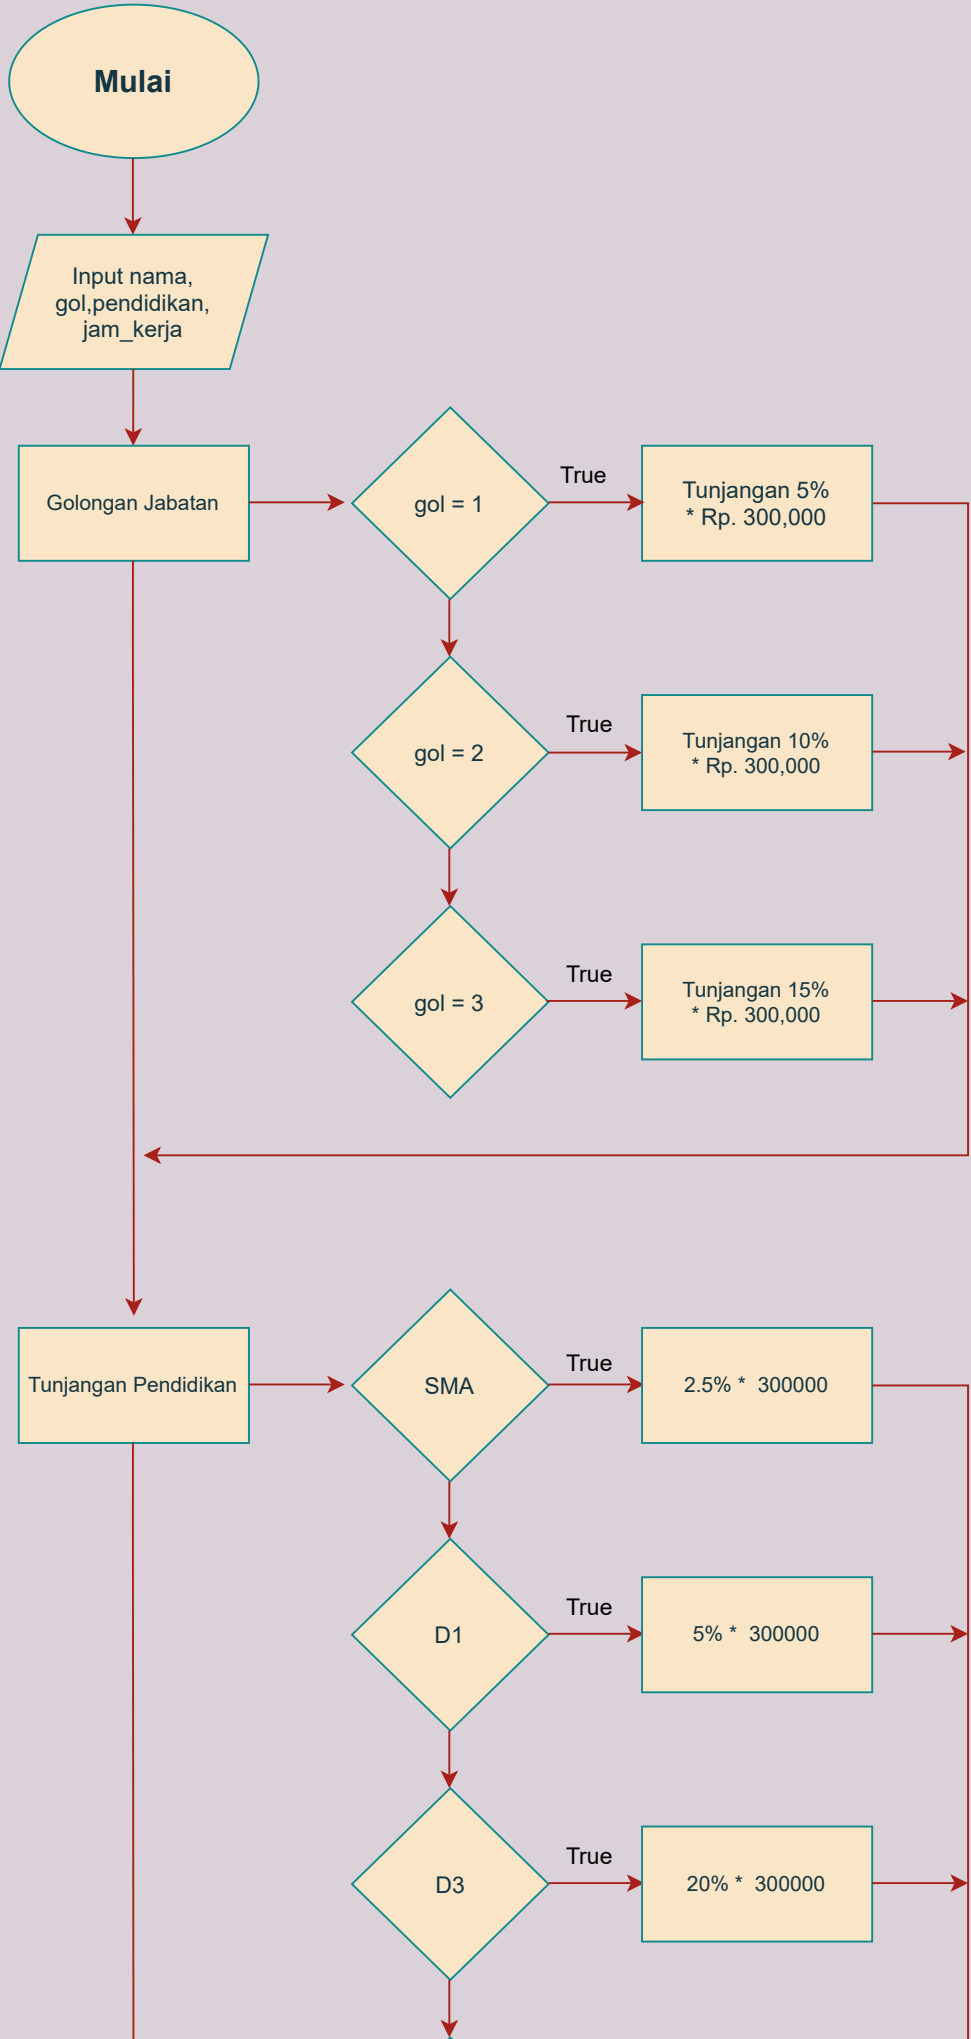 Mulai
Input nama,
gol,pendidikan,
jam_kerja
Golongan Jabatan
gol = 1
True
Tunjangan 5%
* Rp. 300,000
gol = 2
True
Tunjangan 10%
* Rp. 300,000
gol = 3
True
Tunjangan 15%
* Rp. 300,000
Tunjangan Pendidikan
SMA
True
2.5% *  300000
D1
True
5% *  300000
D3
True
20% *  300000